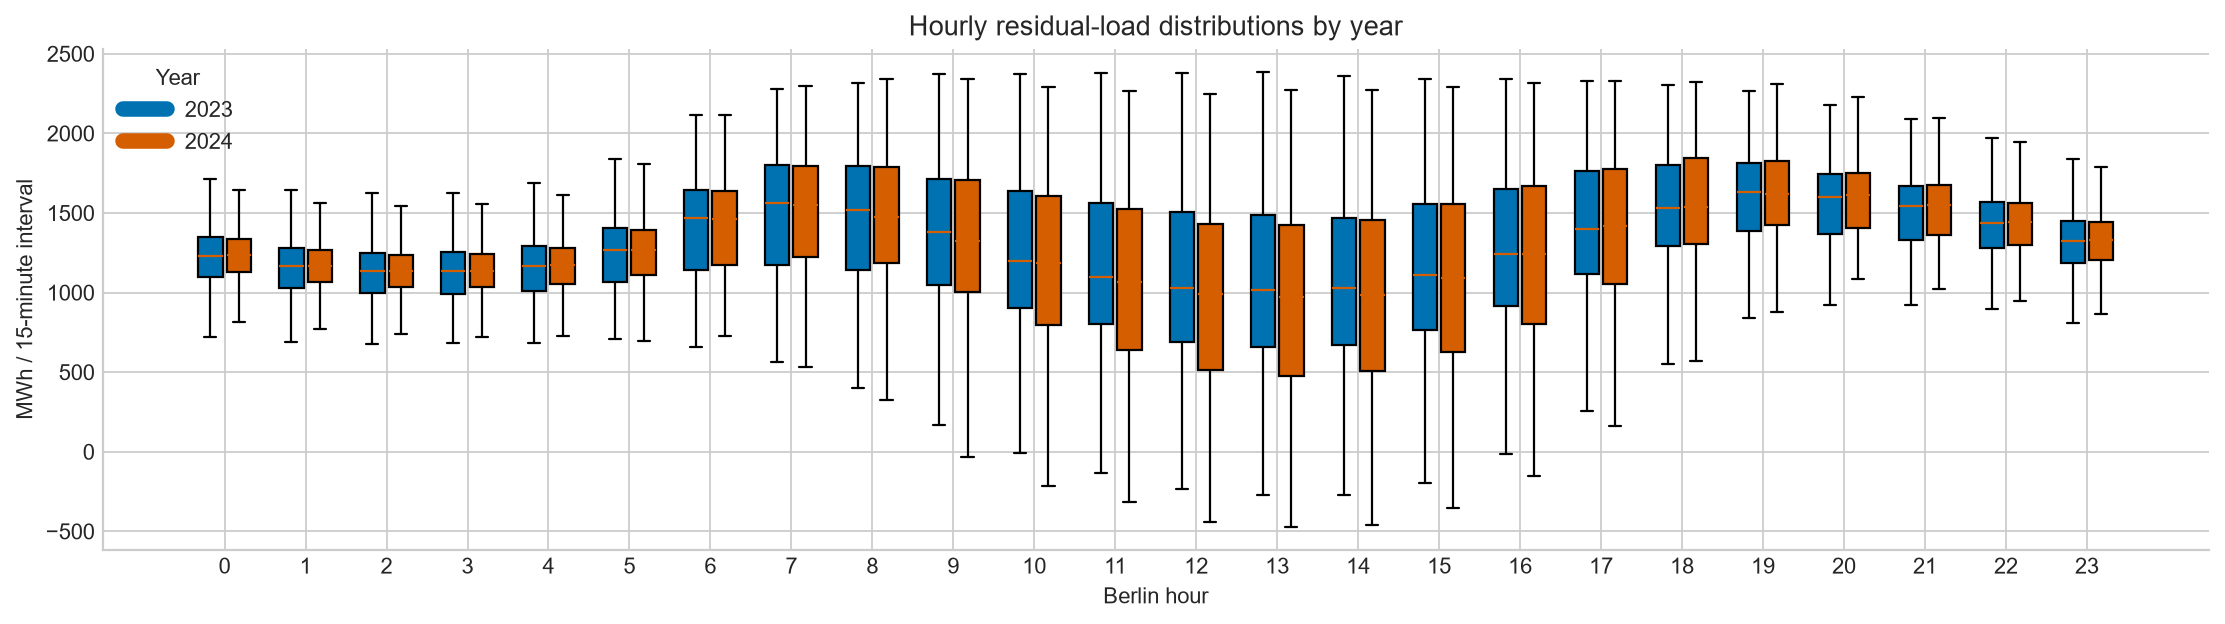 Hourly residual-load distributions by year
MWh / 15-minute interval
2500
2000
1500
1000
500
0
−500
Year
2023
2024
0 1 2 3 4 5 6 7 8 9 10 11 12 13 14 15 16 17 18 19 20 21 22 23
Berlin hour